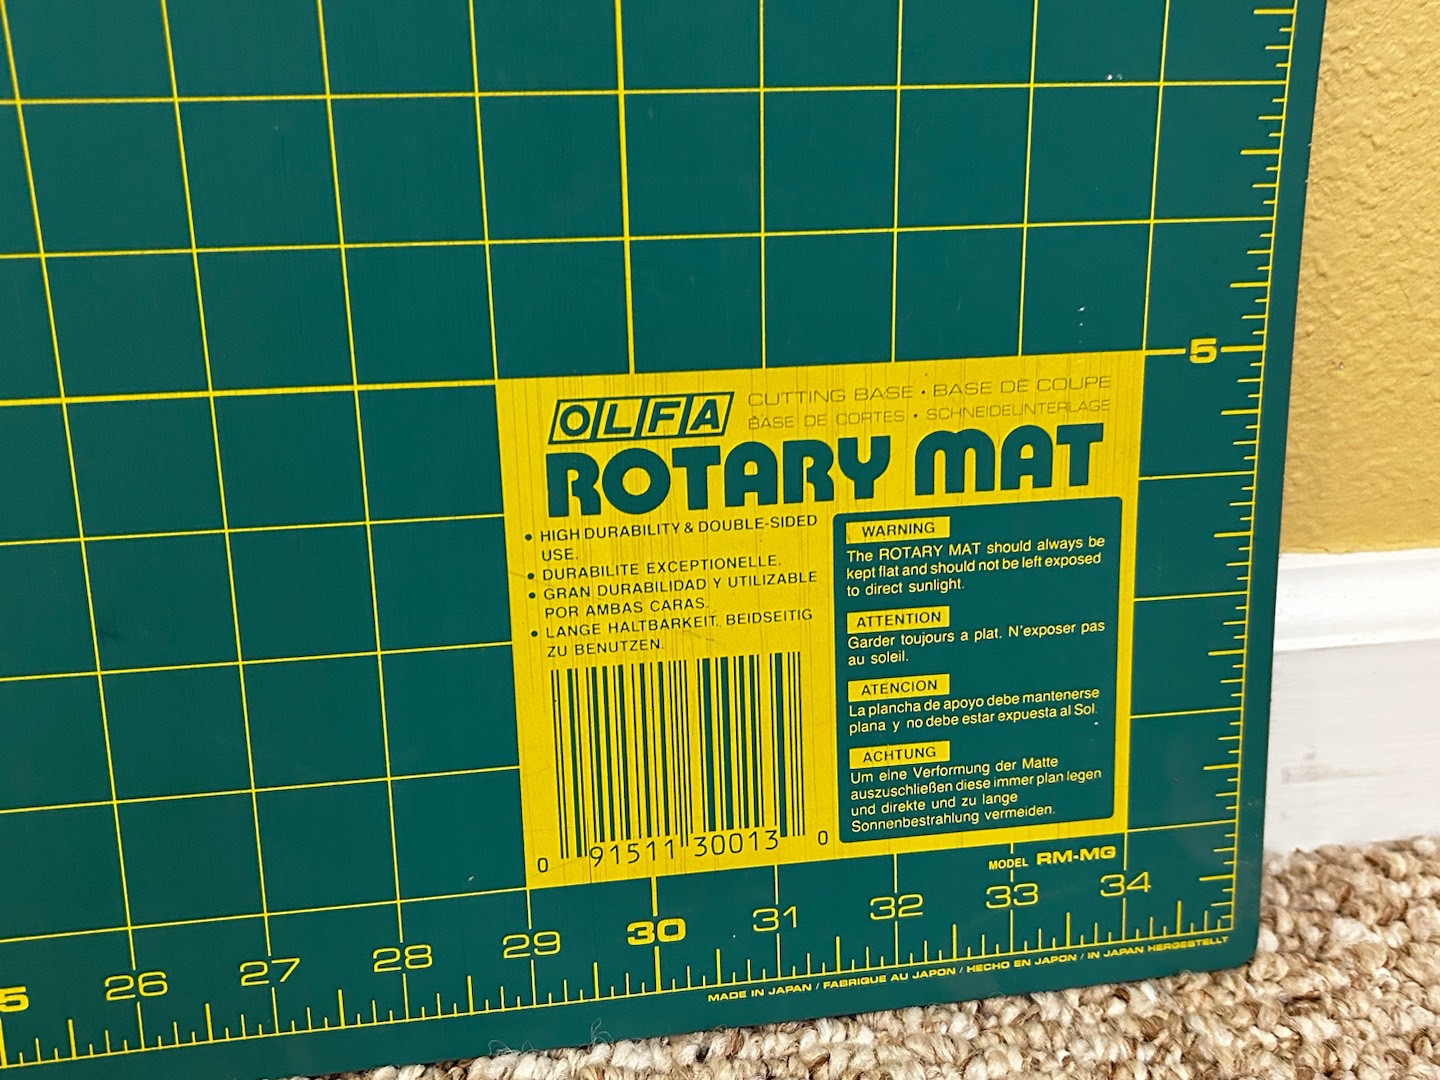 5
OLFA
CUTTING BASE · BASE DE COUPE
BASE DE CORTES · SCHNEIDEUNTERLAGE
ROTARY MAT
• HIGH DURABILITY & DOUBLE-SIDED
USE.
• DURABILITE EXCEPTIONELLE.
• GRAN DURABILIDAD Y UTILIZABLE
POR AMBAS CARAS.
• LANGE HALTBARKEIT, BEIDSEITIG
ZU BENUTZEN.
0 91511 30013 0
WARNING
The ROTARY MAT should always be
kept flat and should not be left exposed
to direct sunlight.
ATTENTION
Garder toujours a plat. N'exposer pas
au soleil.
ATENCION
La plancha de apoyo debe mantenerse
plana y no debe estar expuesta al Sol.
ACHTUNG
Um eine Verformung der Matte
auszuschließen diese immer plan legen
und direkte und zu lange
Sonnenbestrahlung vermeiden.
MODEL RM-MG
5 26 27 28 29 30 31 32 33 34
MADE IN JAPAN / FABRIQUE AU JAPON / HECHO EN JAPON / IN JAPAN HERGESTELLT